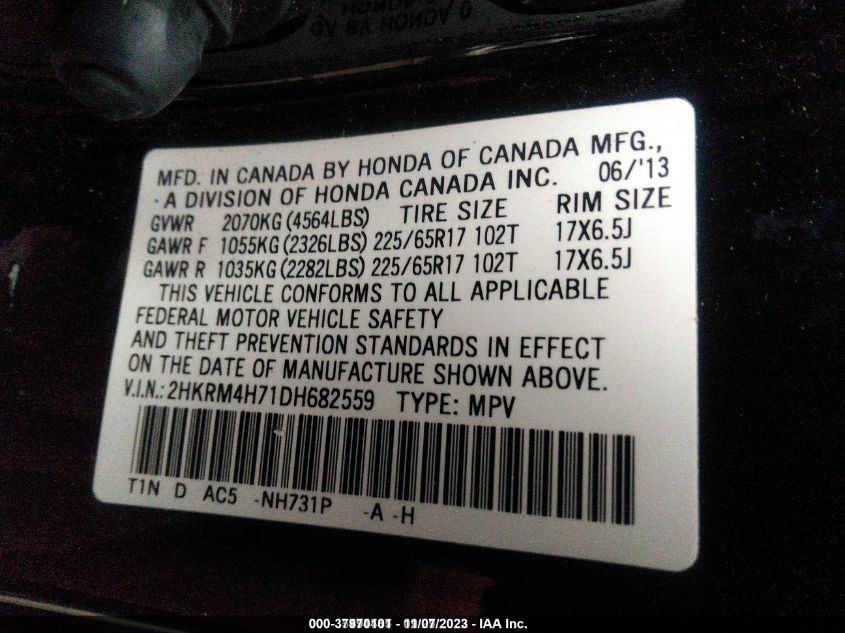 MFD. IN CANADA BY HONDA OF CANADA MFG.,
A DIVISION OF HONDA CANADA INC. 06/'13
GVWR 2070KG (4564LBS) TIRE SIZE RIM SIZE
GAWR F 1055KG (2326LBS) 225/65R17 102T 17X6.5J
GAWR R 1035KG (2282LBS) 225/65R17 102T 17X6.5J
THIS VEHICLE CONFORMS TO ALL APPLICABLE
FEDERAL MOTOR VEHICLE SAFETY
AND THEFT PREVENTION STANDARDS IN EFFECT
ON THE DATE OF MANUFACTURE SHOWN ABOVE.
V.I.N.: 2HKRM4H71DH682559 TYPE: MPV
T1N D AC5 -NH731P -A -H
- IAA Inc.